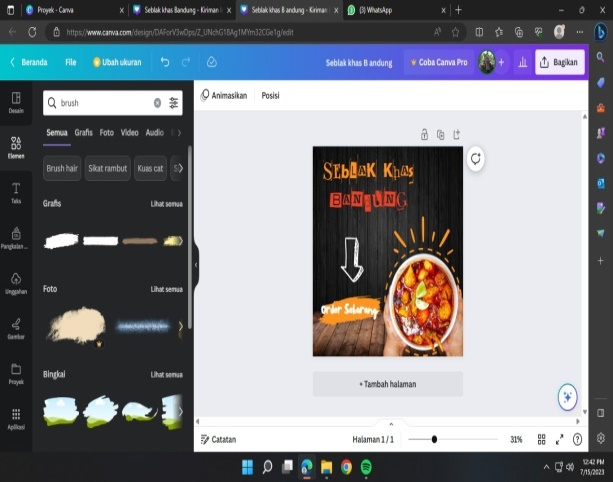 Proyek - Canva
Seblak khas Bandung - Kiriman
Seblak khas B andung - Kiriman
(3) WhatsApp
https://www.canva.com/design/DAForV3wDps/Z_UNchG18Ag1MYm32CGe1g/edit
Beranda
File
Ubah ukuran
Seblak khas B andung
Coba Canva Pro
Bagikan
Desain
Elemen
Teks
Pangkalan...
Unggahan
Gambar
Proyek
Aplikasi
brush
Semua Grafis Foto Video Audio
Brush hair
Sikat rambut
Kuas cat
Grafis
Lihat semua
Foto
Lihat semua
Bingkai
Lihat semua
Animasikan
Posisi
SEbLaK Khas
BANDUNG
Order Sekarang
+ Tambah halaman
Catatan
Halaman 1 / 1
31%
12:42 PM
7/15/2023